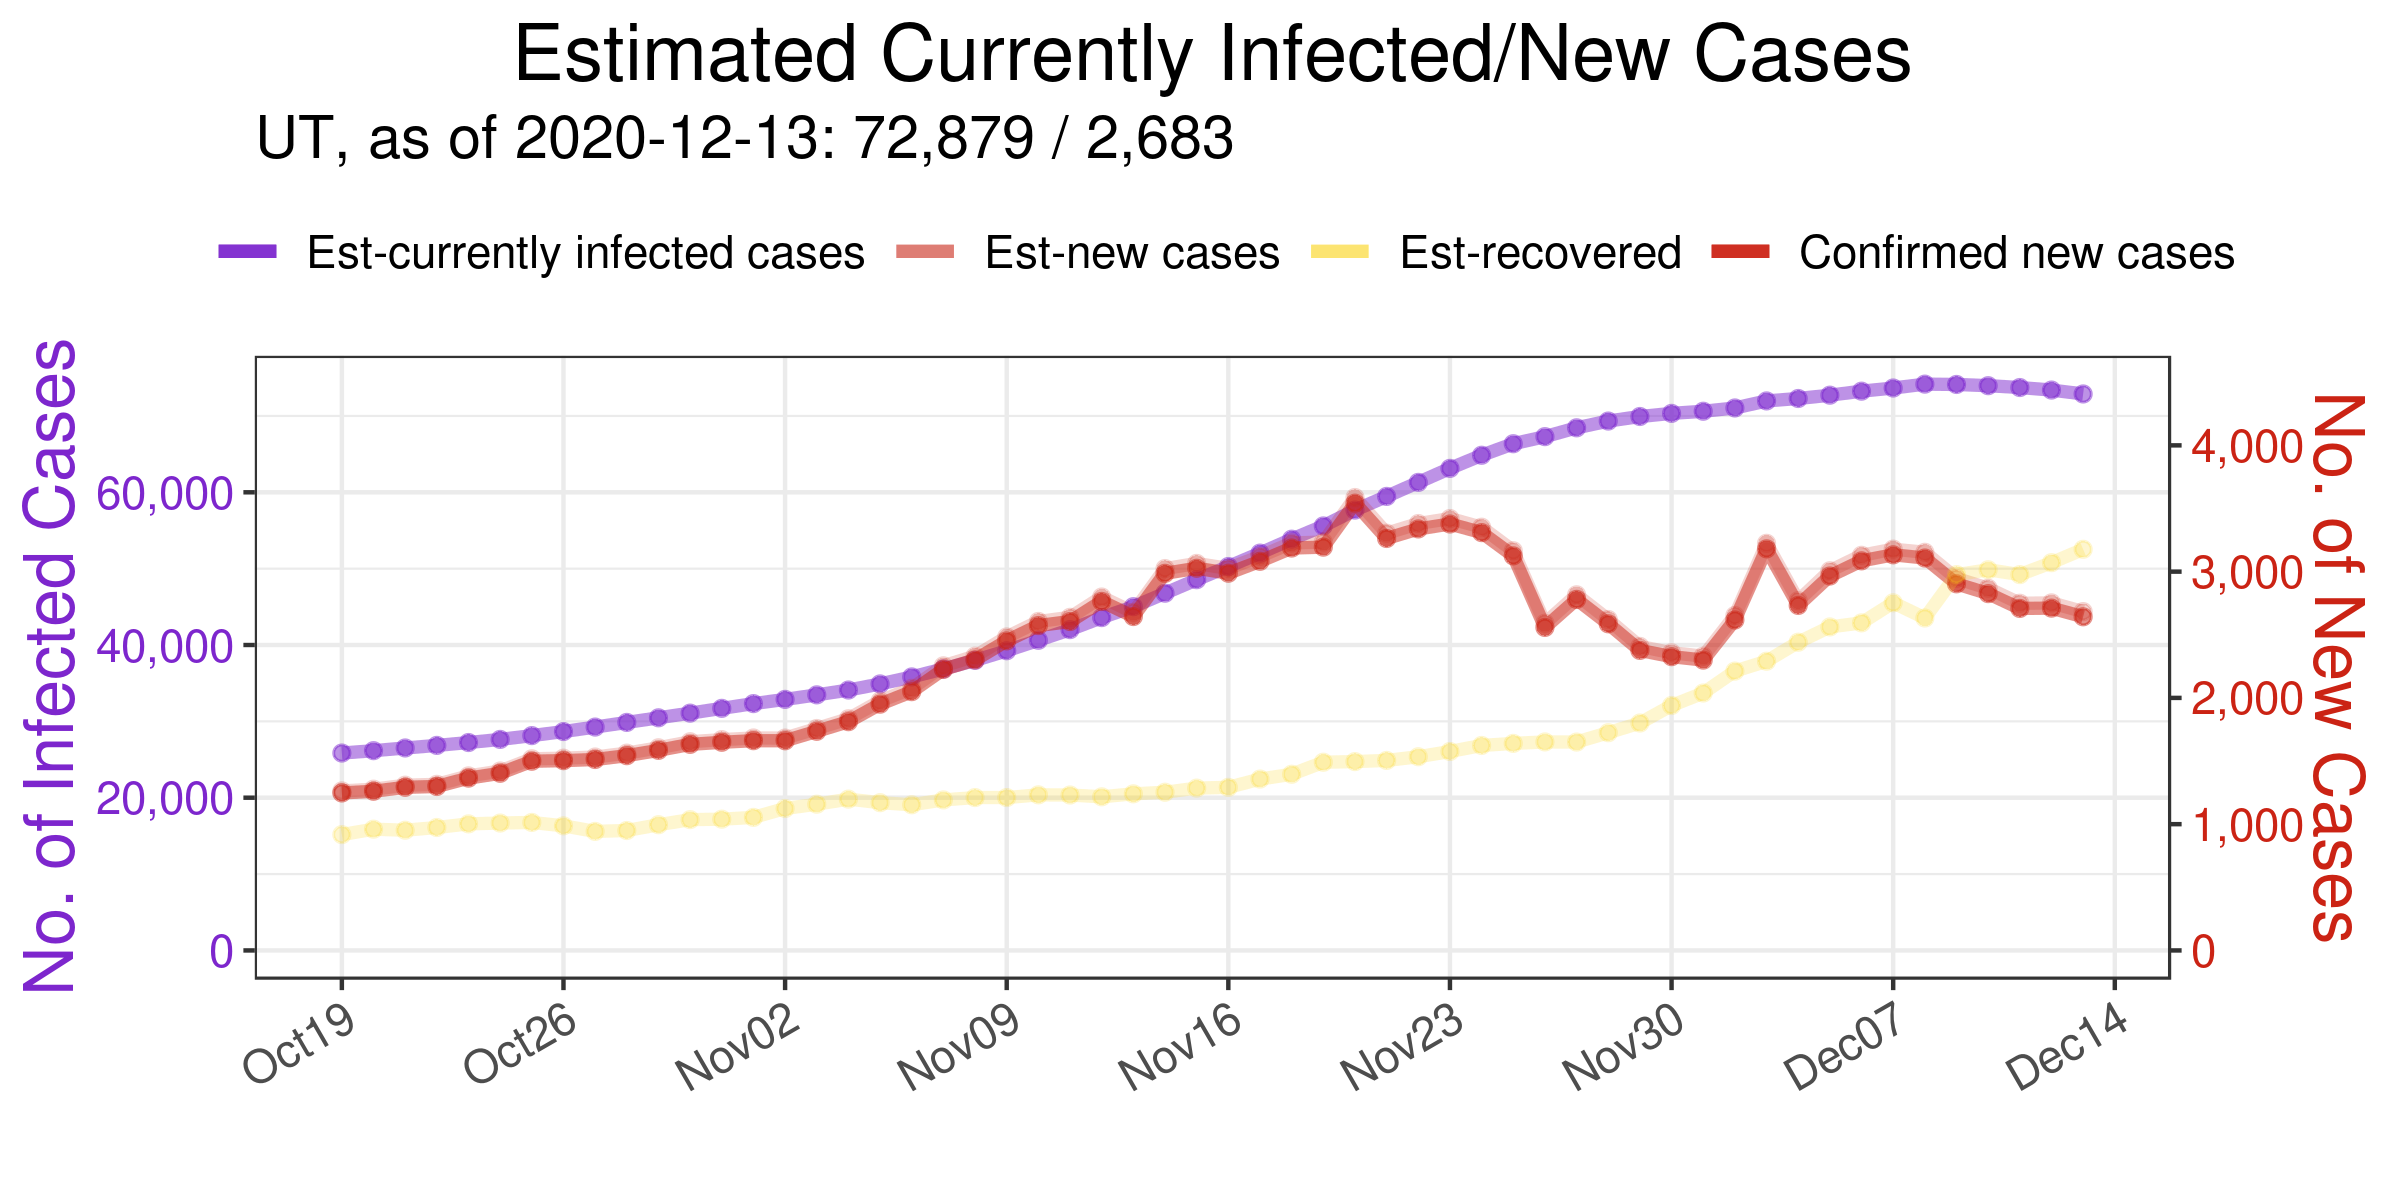 Estimated Currently Infected/New Cases
UT, as of 2020-12-13: 72,879 / 2,683
Est-currently infected cases Est-new cases Est-recovered Confirmed new cases
No. of Infected Cases
60,000
40,000
20,000
0
4,000
3,000
2,000
1,000
0
No. of New Cases
Oct19 Oct26 Nov02 Nov09 Nov16 Nov23 Nov30 Dec07 Dec14